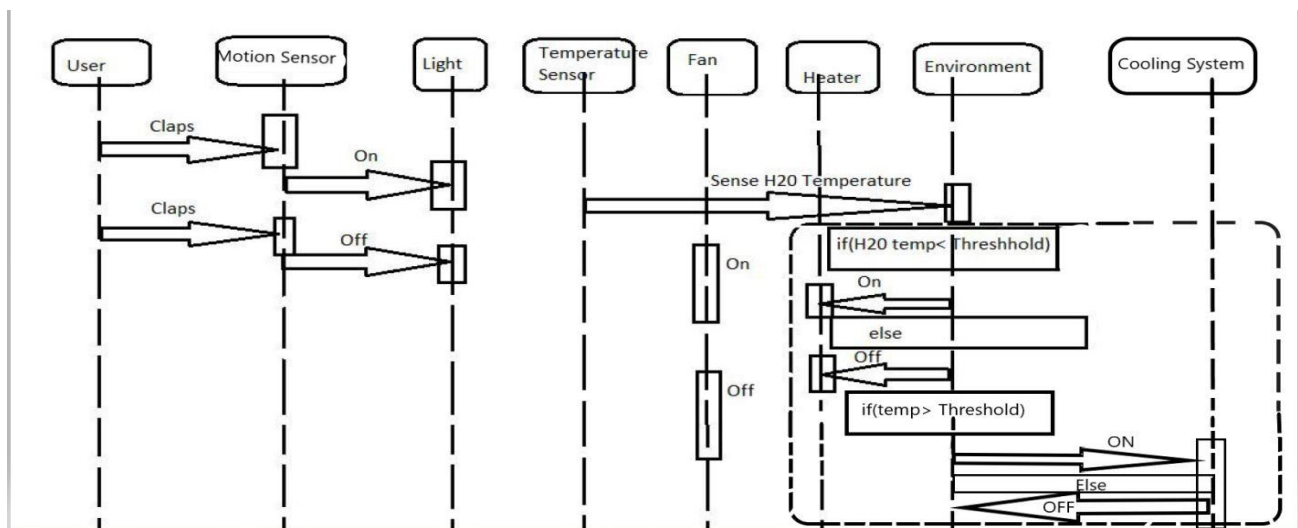 User
Motion Sensor
Light
Temperature
Sensor
Fan
Heater
Environment
Cooling System
Claps
On
Sense H20 Temperature
Claps
Off
if(H20 temp< Threshhold)
On
On
else
Off
Off
if(temp> Threshold)
ON
Else
OFF